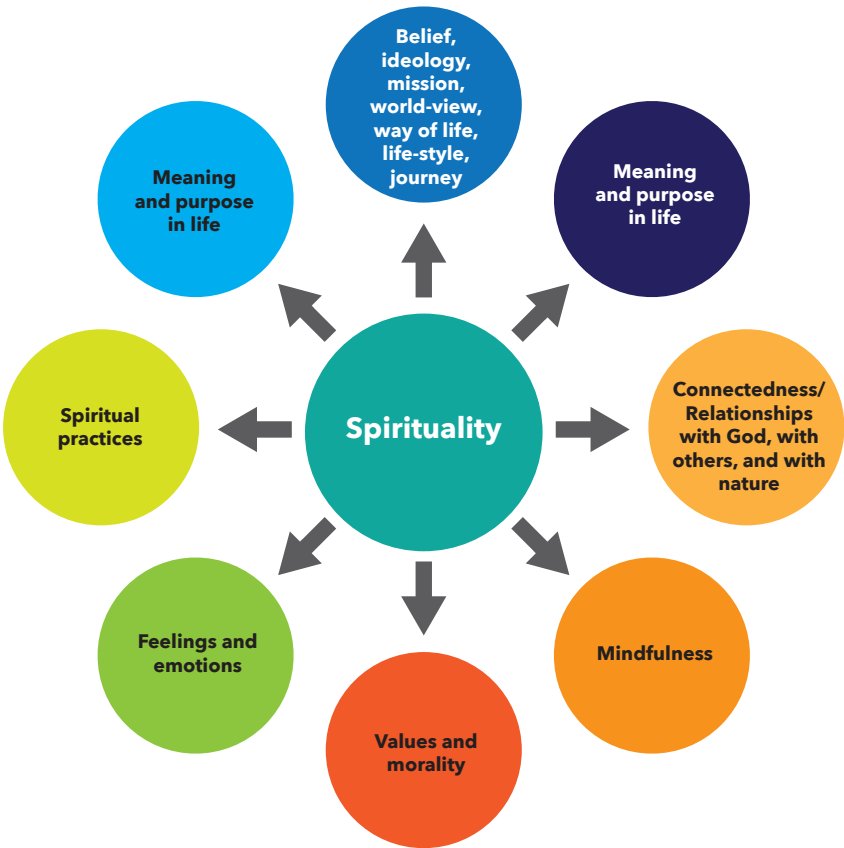 Belief,
ideology,
mission,
world-view,
way of life,
life-style,
journey
Meaning
and purpose
in life
Meaning
and purpose
in life
Spiritual
practices
Spirituality
Connectedness/
Relationships
with God, with
others, and with
nature
Feelings and
emotions
Mindfulness
Values and
morality